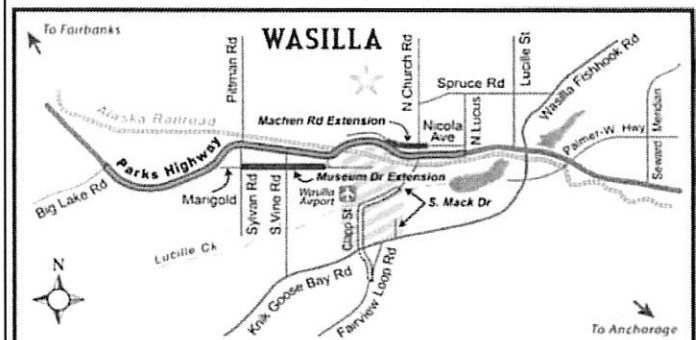 To Fairbanks
WASILLA
Pittman Rd
N Church Rd
Lucille St
Wasilla Fishhook Rd
Spruce Rd
Alaska Railroad
Machen Rd Extension
Nicola
Ave
N Lucus
Palmer-W Hwy
Seward Meridian
Parks Highway
Museum Dr Extension
Big Lake Rd
Marigold
Sylvan Rd
S. Vine Rd
Wasilla
Airport
Clapp St
S. Mack Dr
Lucille Ck
N
Knik Goose Bay Rd
Fairview Loop Rd
To Anchorage